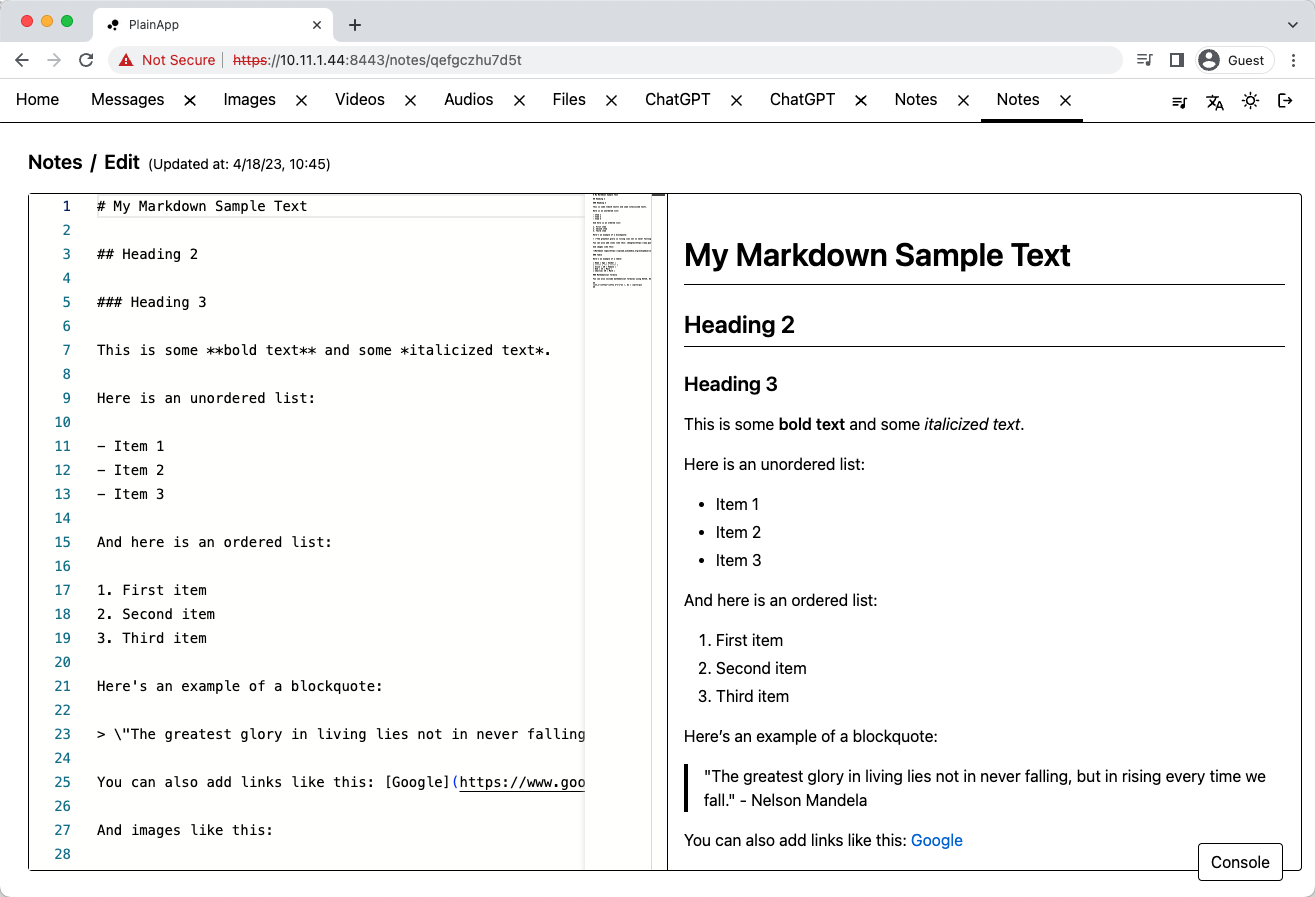 PlainApp
Not Secure https://10.11.1.44:8443/notes/qefgczhu7d5t Guest
Home Messages Images Videos Audios Files ChatGPT ChatGPT Notes Notes
Notes / Edit (Updated at: 4/18/23, 10:45)
1 # My Markdown Sample Text
2
3 ## Heading 2
4
5 ### Heading 3
6
7 This is some **bold text** and some *italicized text*.
8
9 Here is an unordered list:
10
11 - Item 1
12 - Item 2
13 - Item 3
14
15 And here is an ordered list:
16
17 1. First item
18 2. Second item
19 3. Third item
20
21 Here's an example of a blockquote:
22
23 > \"The greatest glory in living lies not in never falling
24
25 You can also add links like this: [Google](https://www.goo
26
27 And images like this:
28
My Markdown Sample Text
Heading 2
Heading 3
This is some bold text and some italicized text.
Here is an unordered list:
• Item 1
• Item 2
• Item 3
And here is an ordered list:
1. First item
2. Second item
3. Third item
Here's an example of a blockquote:
"The greatest glory in living lies not in never falling, but in rising every time we
fall." - Nelson Mandela
You can also add links like this: Google
Console